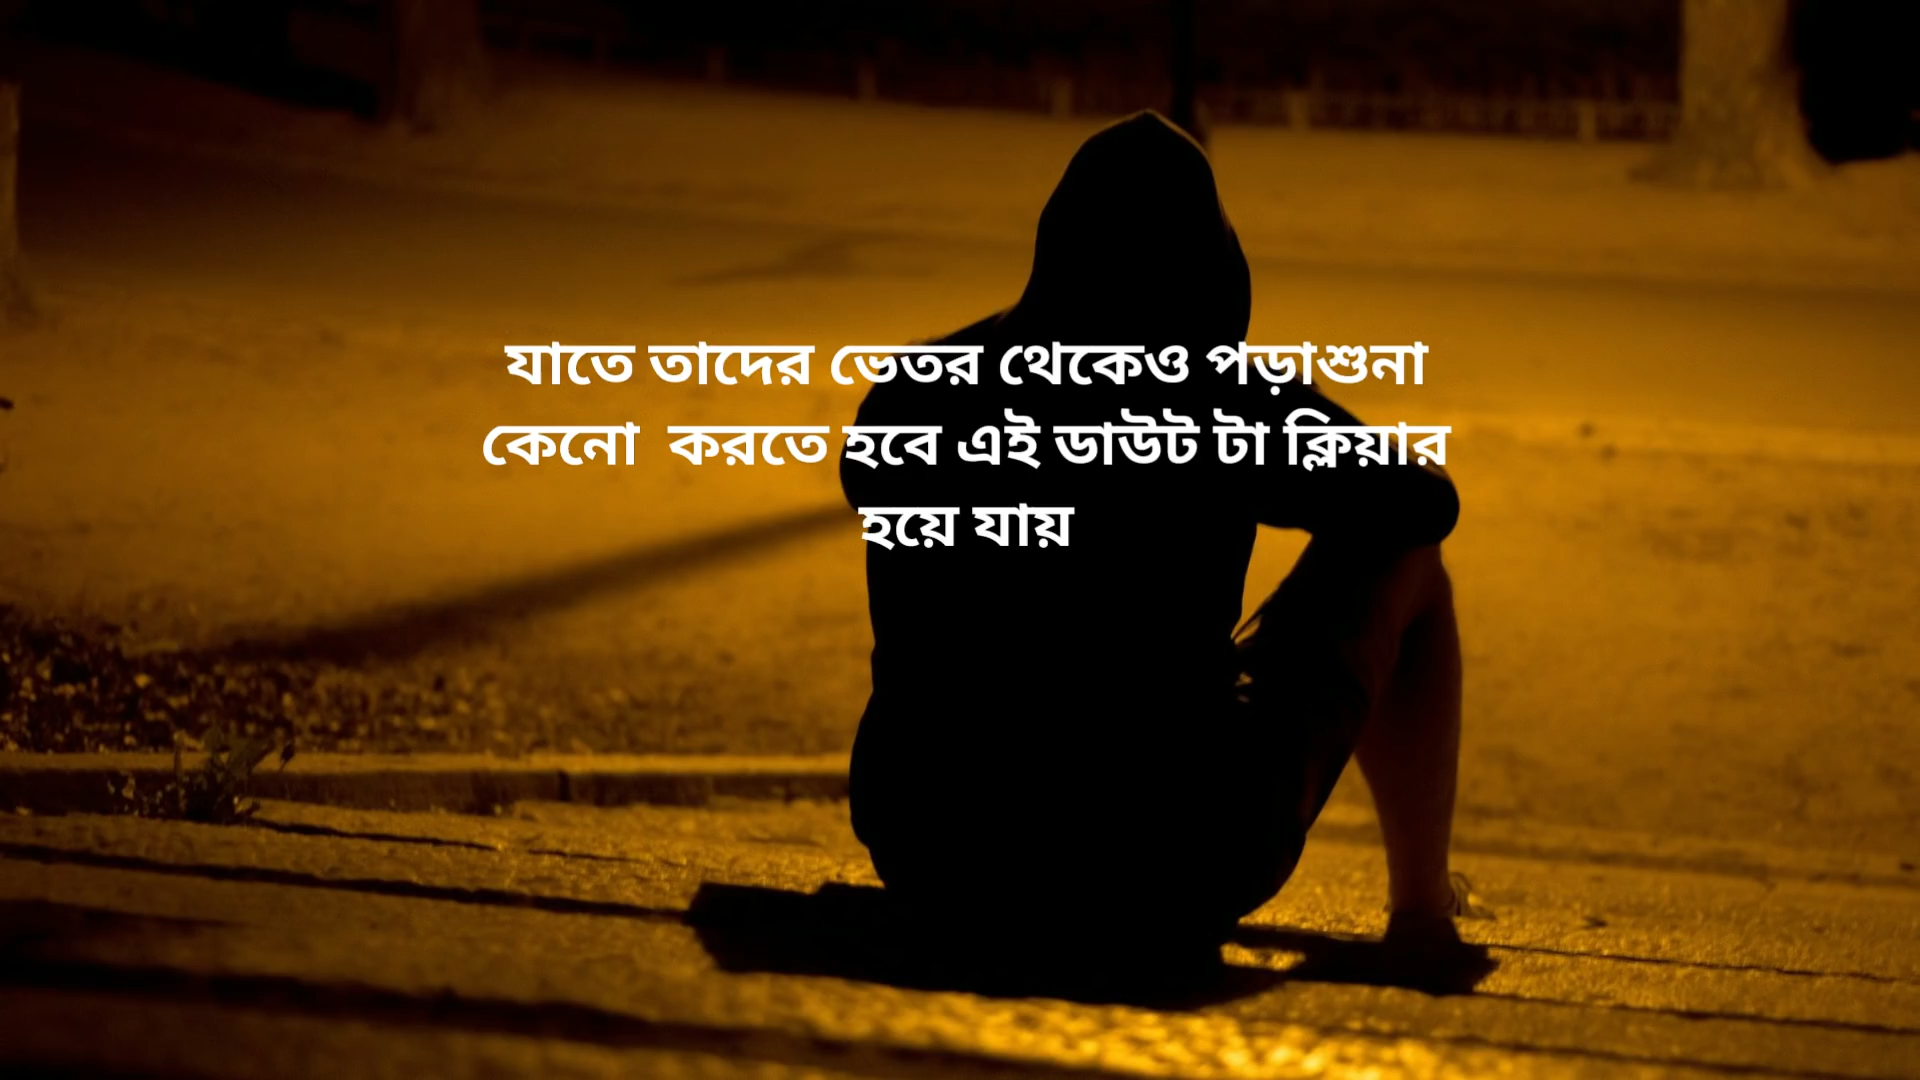 যাতে তাদের ভেতর থেকেও পড়াশুনা
কেনো  করতে হবে এই ডাউট টা ক্লিয়ার
হয়ে যায়